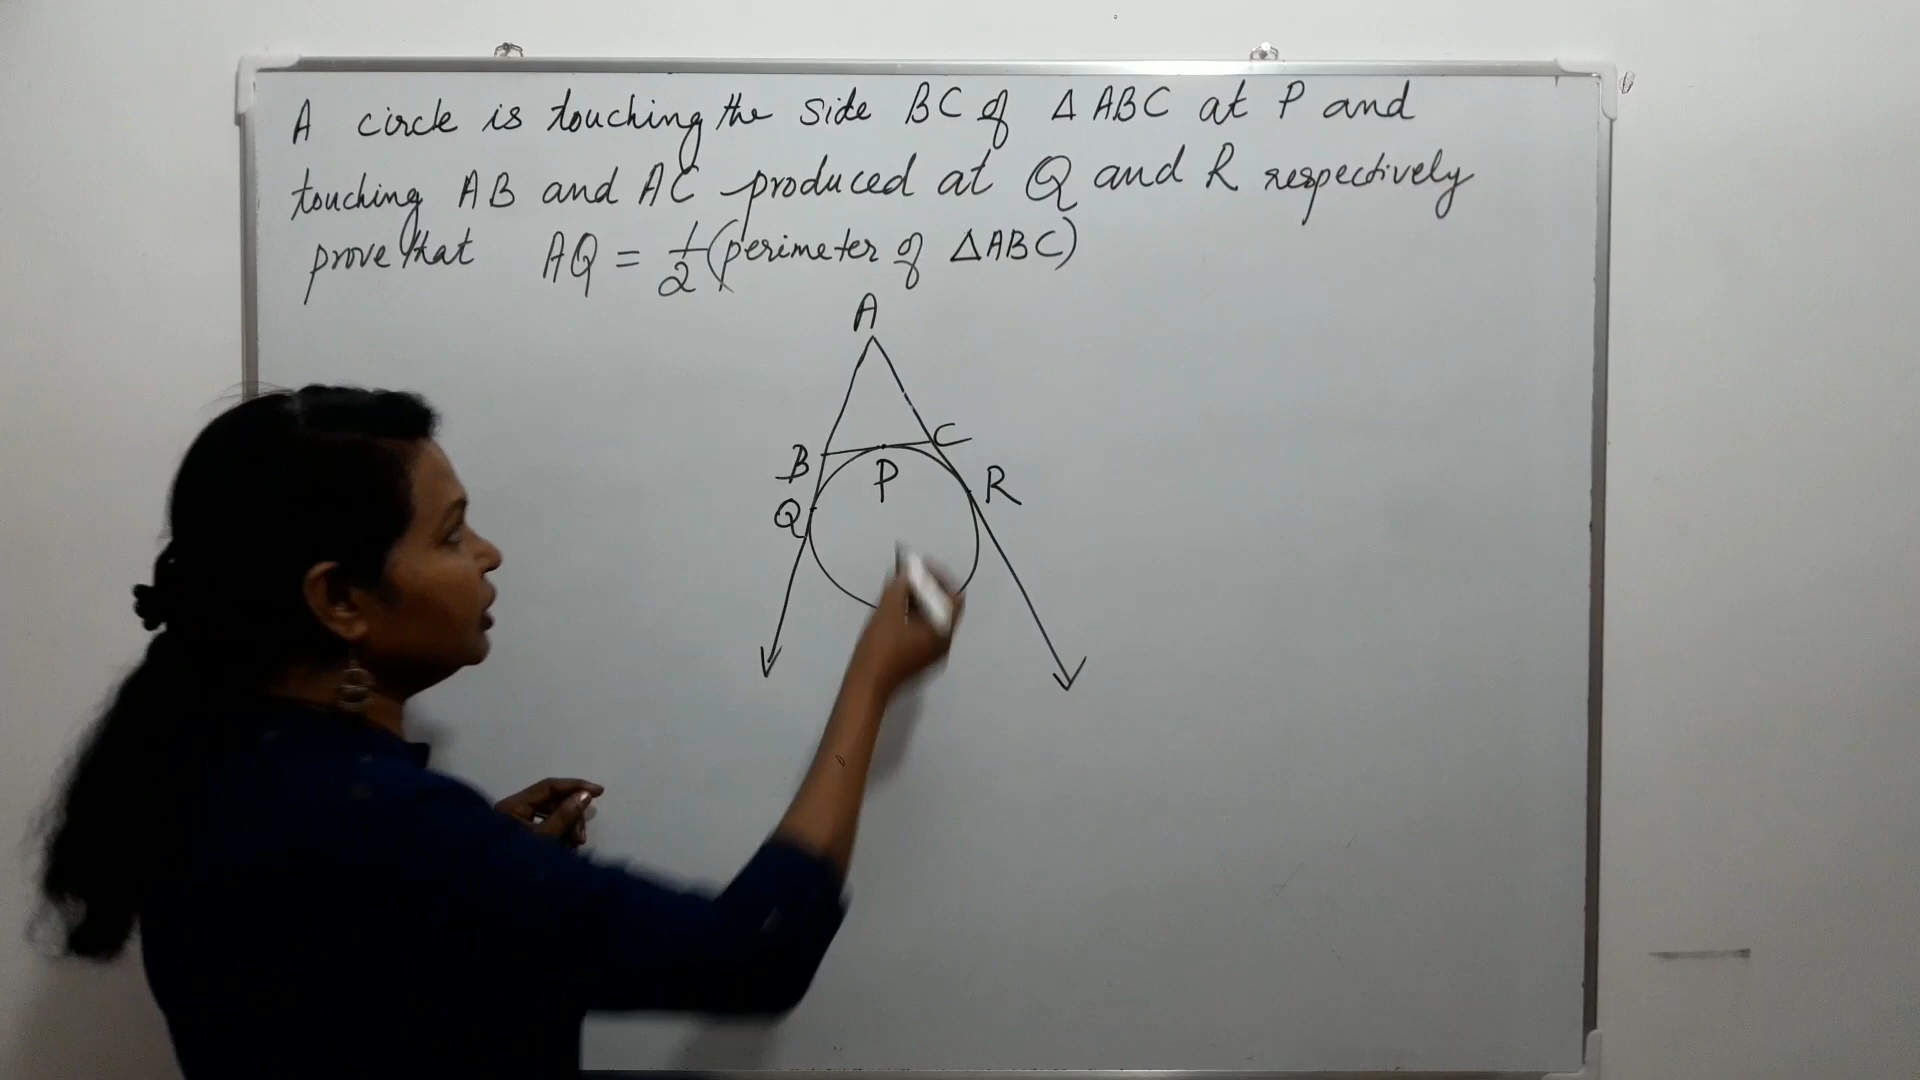 A circle is touching the side BC of Δ ABC at P and
touching AB and AC produced at Q and R respectively
prove that AQ = 1/2 (perimeter of ΔABC)
A
B
C
P
Q
R